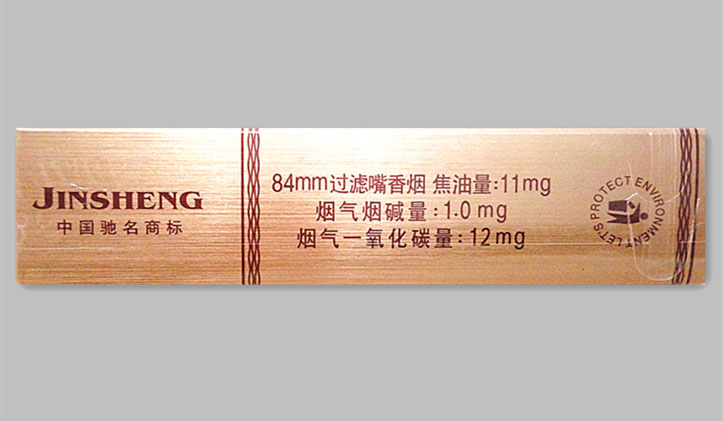 JINSHENG
中国驰名商标
84mm过滤嘴香烟 焦油量:11mg
烟气烟碱量:1.0mg
烟气一氧化碳量:12mg
LET'S PROTECT ENVIRONMENT